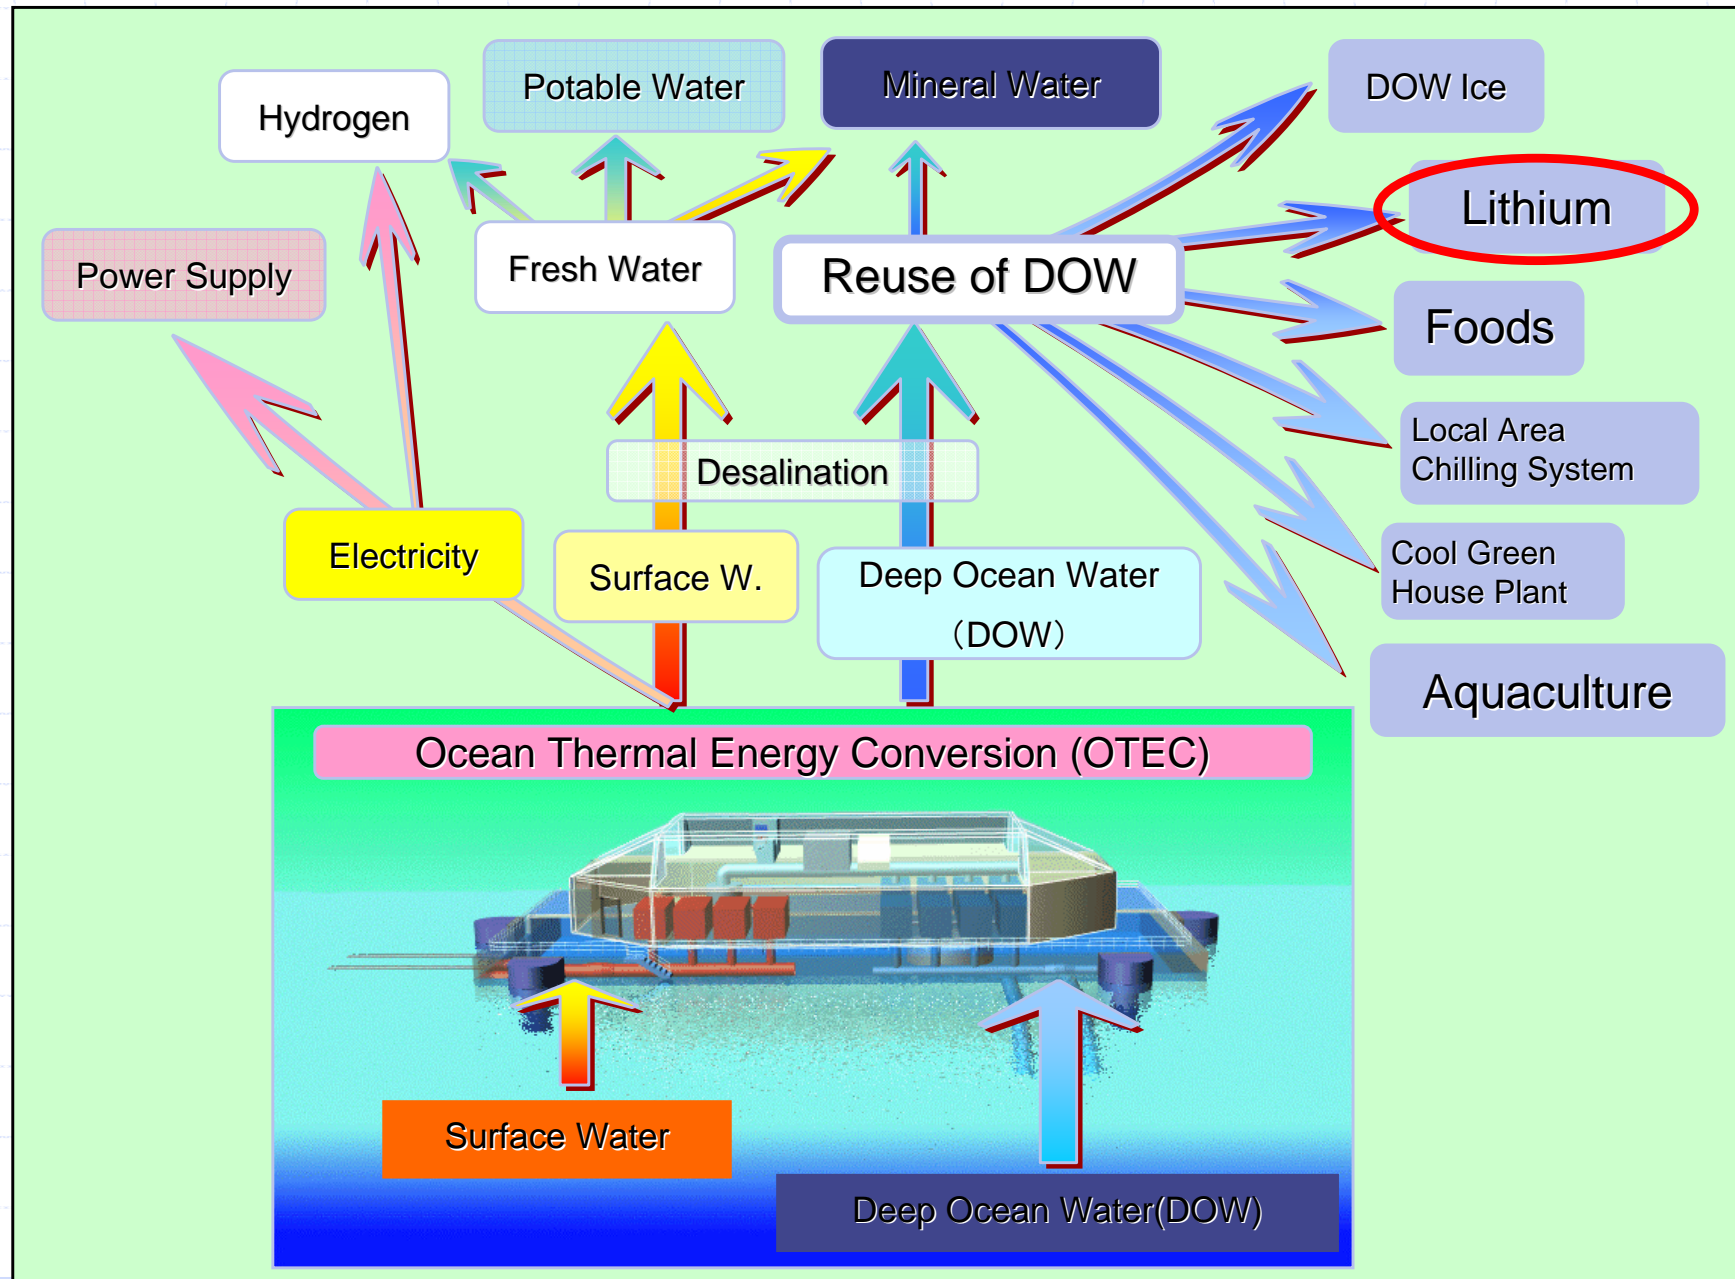 Potable Water
Mineral Water
DOW Ice
Hydrogen
Lithium
Power Supply
Fresh Water
Reuse of DOW
Foods
Local Area
Chilling System
Desalination
Electricity
Surface W.
Deep Ocean Water
（DOW）
Cool Green
House Plant
Aquaculture
Ocean Thermal Energy Conversion (OTEC)
Surface Water
Deep Ocean Water(DOW)